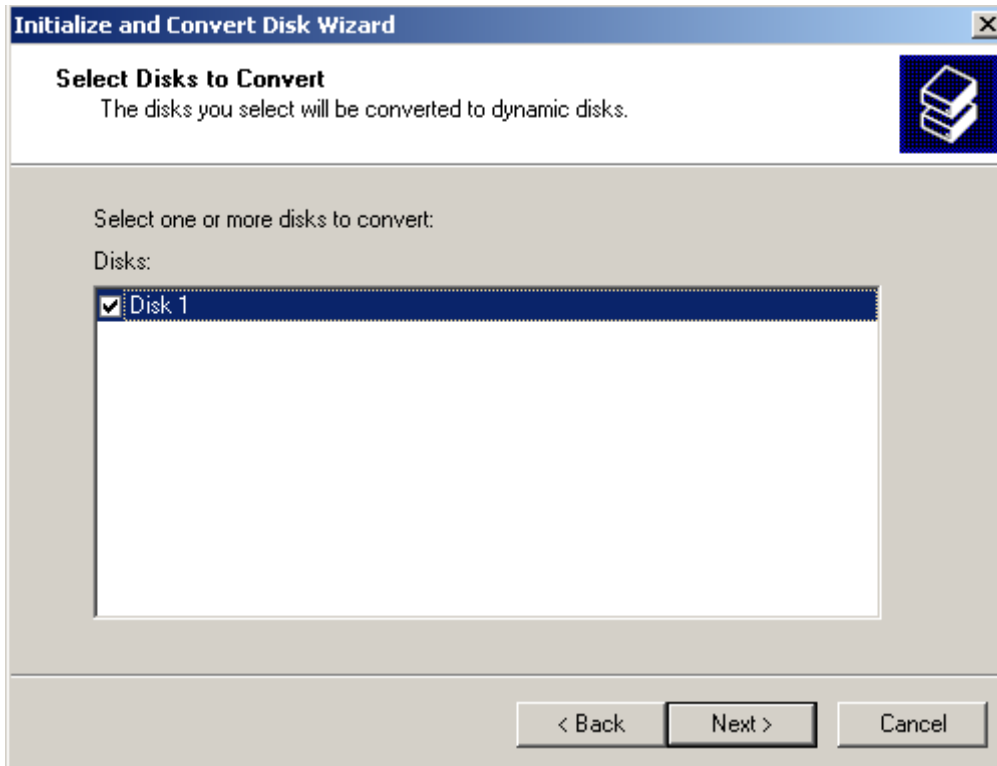 Initialize and Convert Disk Wizard
Select Disks to Convert
The disks you select will be converted to dynamic disks.
Select one or more disks to convert:
Disks:
Disk 1
< Back
Next >
Cancel